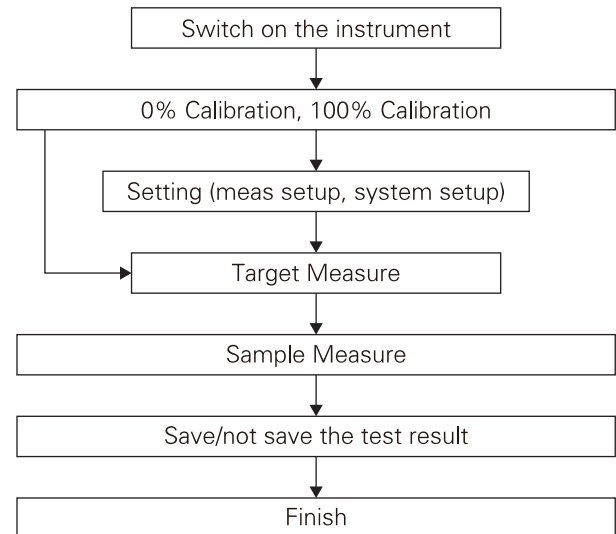 Switch on the instrument
0% Calibration, 100% Calibration
Setting (meas setup, system setup)
Target Measure
Sample Measure
Save/not save the test result
Finish